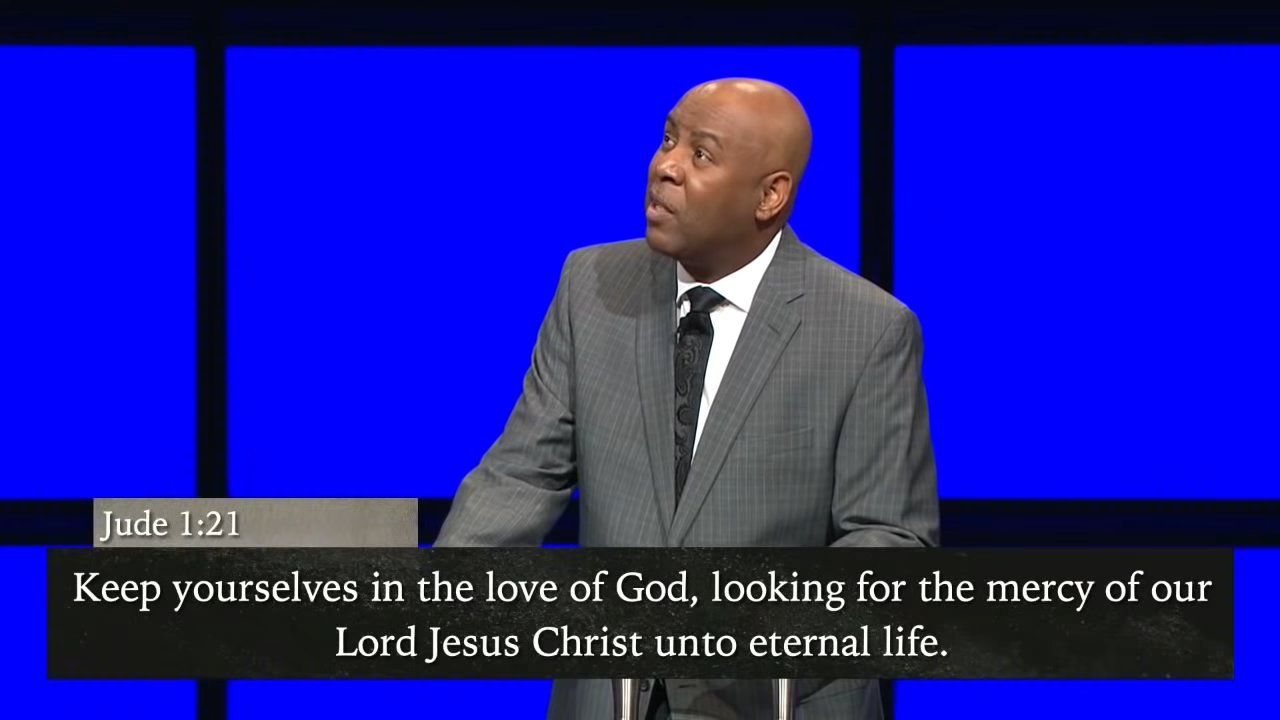 Jude 1:21
Keep yourselves in the love of God, looking for the mercy of our
Lord Jesus Christ unto eternal life.